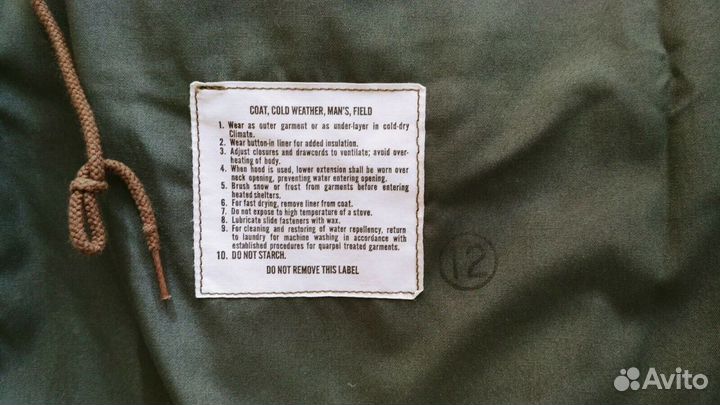 COAT, COLD WEATHER, MAN'S, FIELD
1. Wear as outer garment or as under-layer in cold-dry
Climate.
2. Wear button-in liner for added insulation.
3. Adjust closures and drawcords to ventilate; avoid over-
heating of body.
4. When hood is used, lower extension shall be worn over
neck opening, preventing water entering opening.
5. Brush snow or frost from garments before entering
heated shelters.
6. For fast drying, remove liner from coat.
7. Do not expose to high temperature of a stove.
8. Lubricate slide fasteners with wax.
9. For cleaning and restoring of water repellency, return
to laundry for machine washing in accordance with
established procedures for quarpel treated garments.
10. DO NOT STARCH.
DO NOT REMOVE THIS LABEL
12
Avito